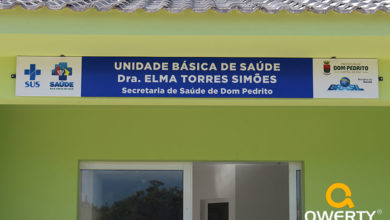 SUS
SAÚDE
UNIDADE BÁSICA DE SAÚDE
Dra. ELMA TORRES SIMÕES
Secretaria de Saúde de Dom Pedrito
DOM PEDRITO
QWERTY